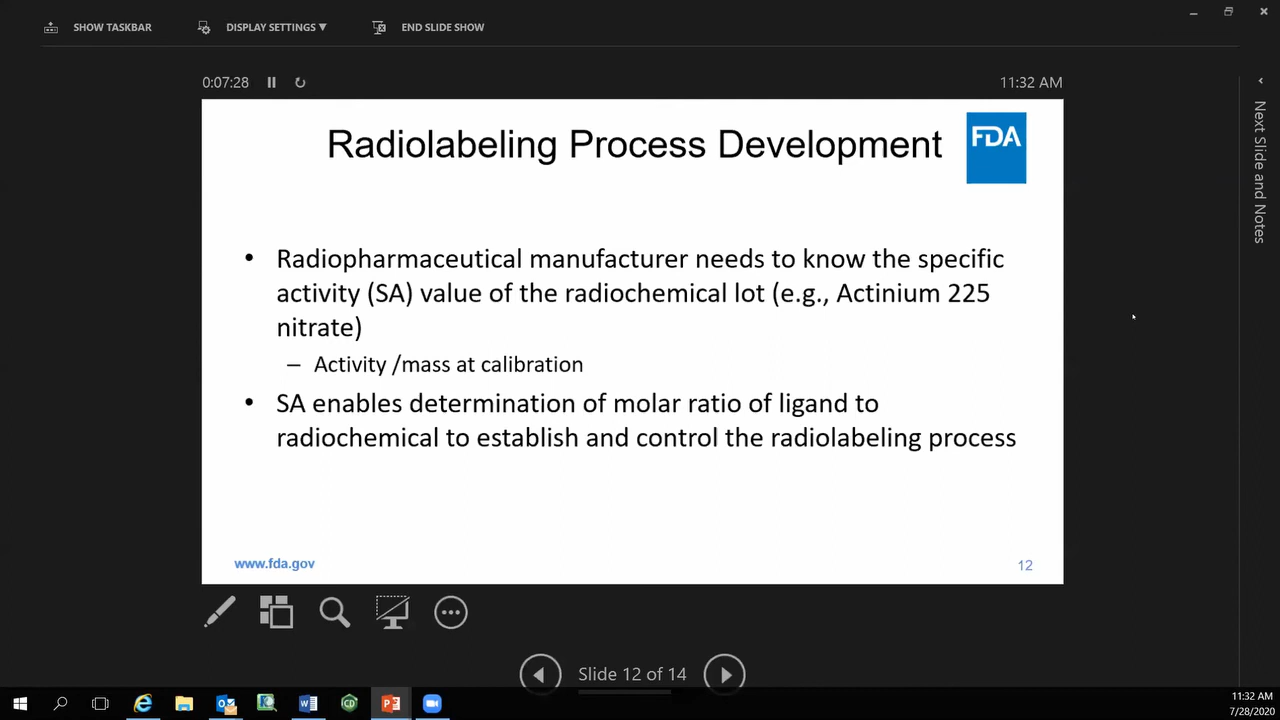 SHOW TASKBAR
DISPLAY SETTINGS ▼
END SLIDE SHOW
0:07:28
11:32 AM
Radiolabeling Process Development
FDA
• Radiopharmaceutical manufacturer needs to know the specific
activity (SA) value of the radiochemical lot (e.g., Actinium 225
nitrate)
– Activity /mass at calibration
• SA enables determination of molar ratio of ligand to
radiochemical to establish and control the radiolabeling process
www.fda.gov
12
Next Slide and Notes
Slide 12 of 14
11:32 AM
7/28/2020